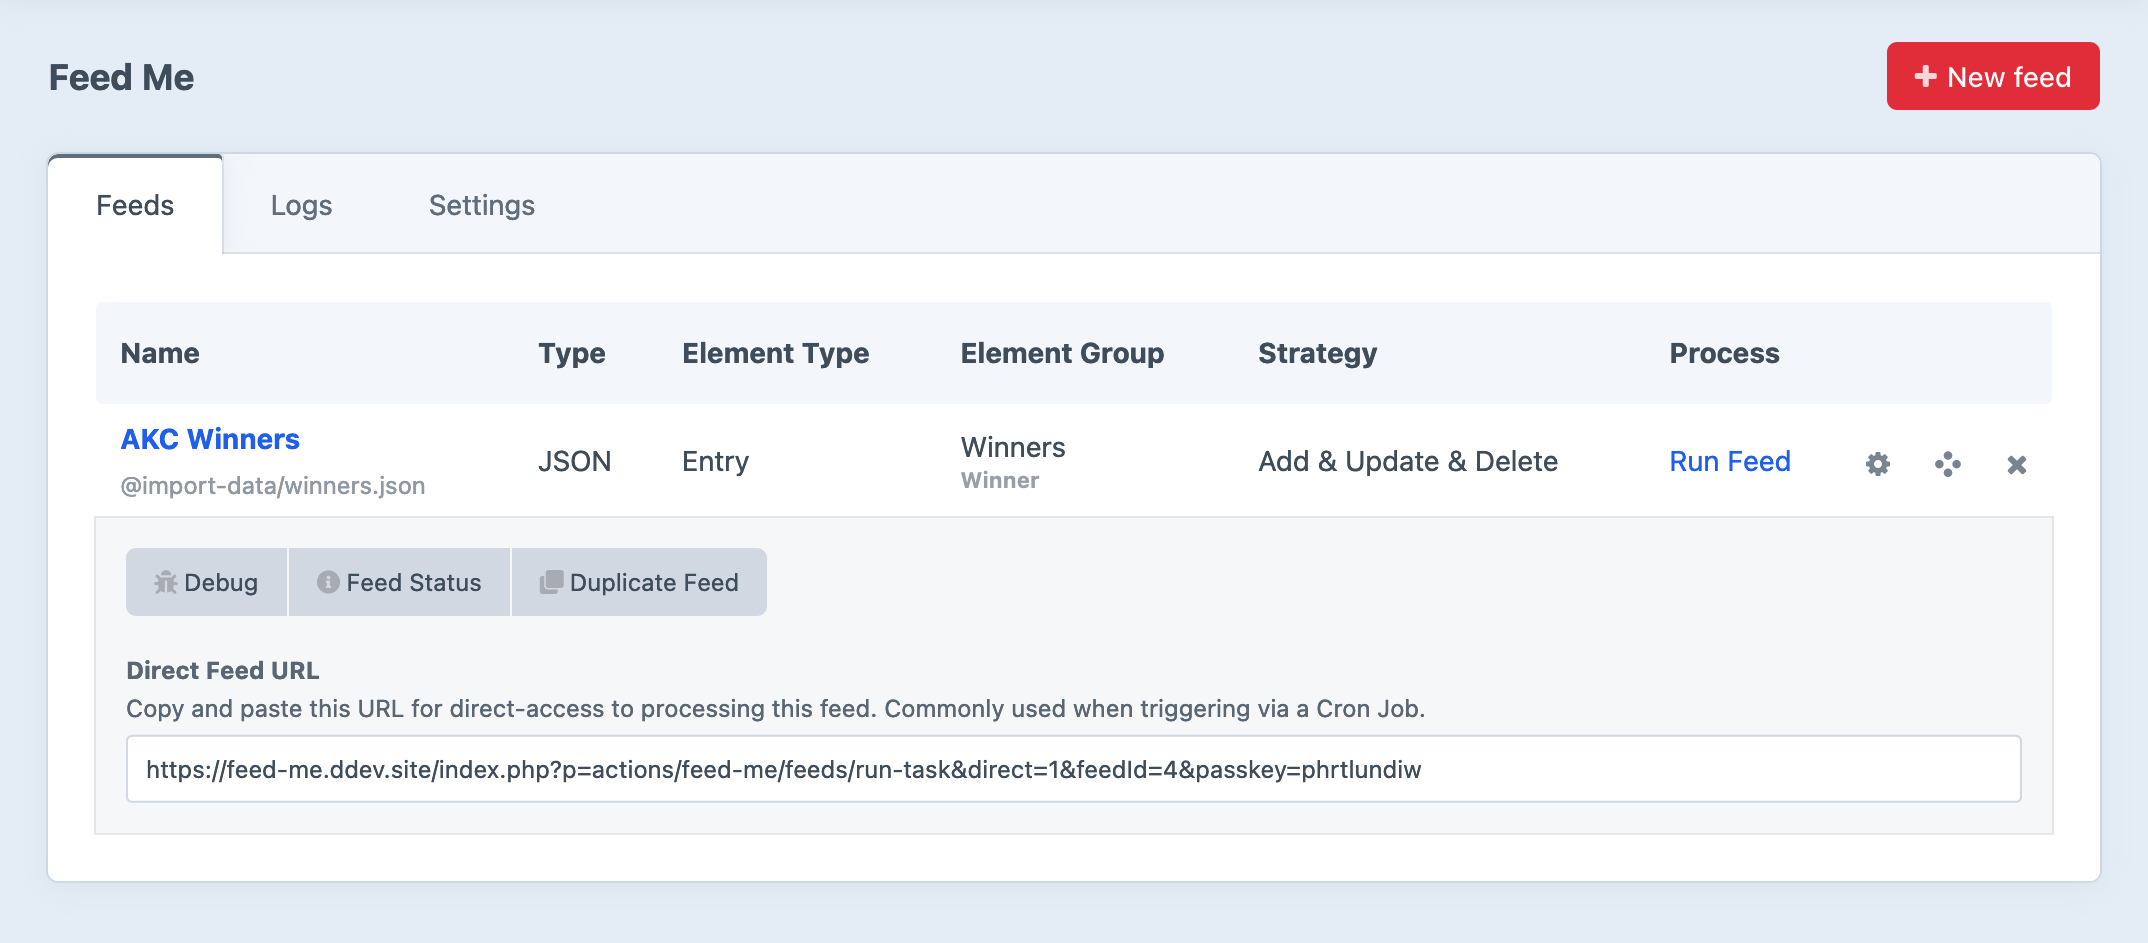 Feed Me
New feed
Feeds Logs Settings
Name Type Element Type Element Group Strategy Process
AKC Winners
@import-data/winners.json
JSON
Entry
Winners
Winner
Add & Update & Delete
Run Feed
Debug Feed Status Duplicate Feed
Direct Feed URL
Copy and paste this URL for direct-access to processing this feed. Commonly used when triggering via a Cron Job.
https://feed-me.ddev.site/index.php?p=actions/feed-me/feeds/run-task&direct=1&feedId=4&passkey=phrtlundiw